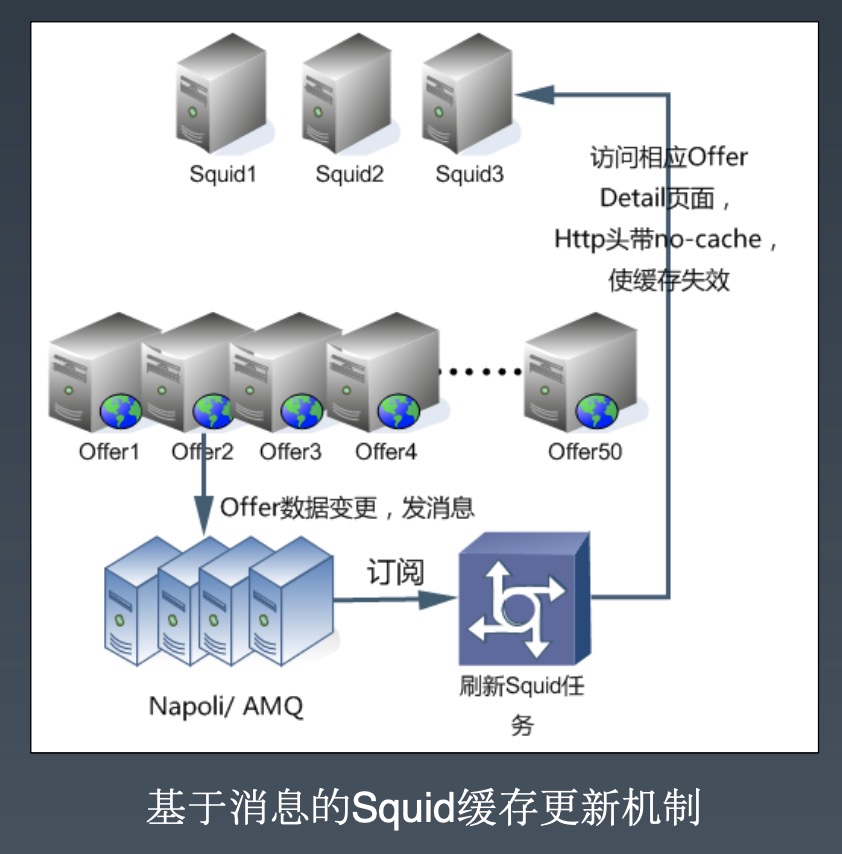 Squid1
Squid2
Squid3
访问相应Offer
Detail页面，
Http头带no-cache，
使缓存失效
Offer1
Offer2
Offer3
Offer4
Offer50
Offer数据变更，发消息
订阅
Napoli/ AMQ
刷新Squid任
务
基于消息的Squid缓存更新机制